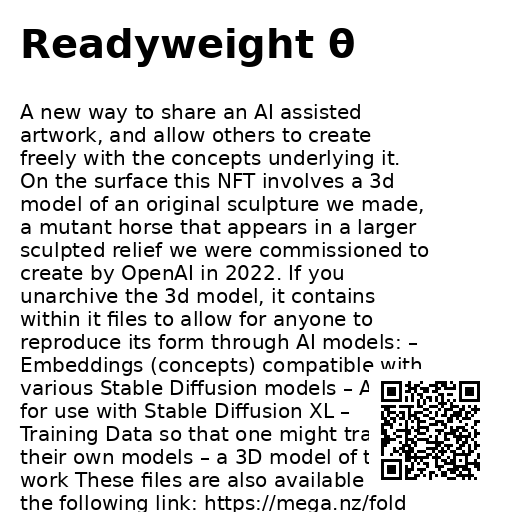 Readyweight θ
A new way to share an AI assisted
artwork, and allow others to create
freely with the concepts underlying it.
On the surface this NFT involves a 3d
model of an original sculpture we made,
a mutant horse that appears in a larger
sculpted relief we were commissioned to
create by OpenAI in 2022. If you
unarchive the 3d model, it contains
within it files to allow for anyone to
reproduce its form through AI models: –
Embeddings (concepts) compatible with
various Stable Diffusion models – A
for use with Stable Diffusion XL –
Training Data so that one might tra
their own models – a 3D model of t
work These files are also available
the following link: https://mega.nz/fold